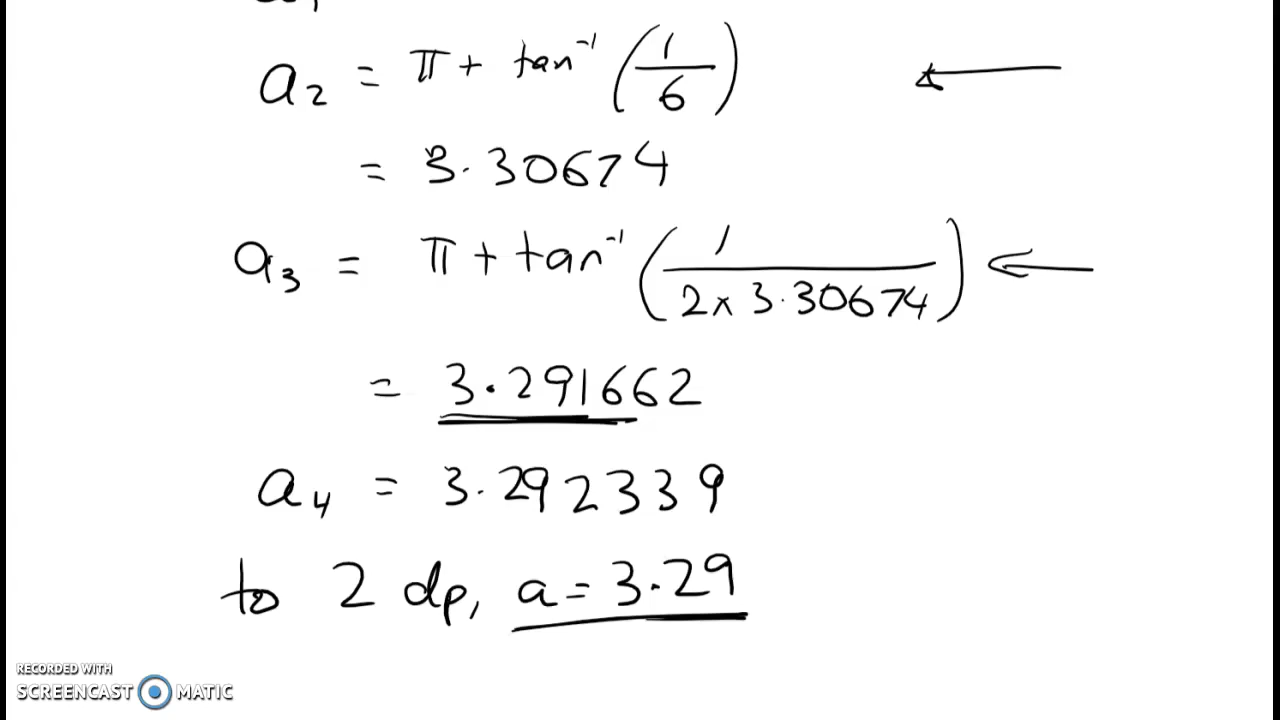 a₂ = π + tan⁻¹ (1/6)
= 3.30674
a₃ = π + tan⁻¹ (1/(2 × 3.30674))
= 3.291662
a₄ = 3.292339
to 2 dp, a = 3.29
RECORDED WITH
SCREENCAST MATIC